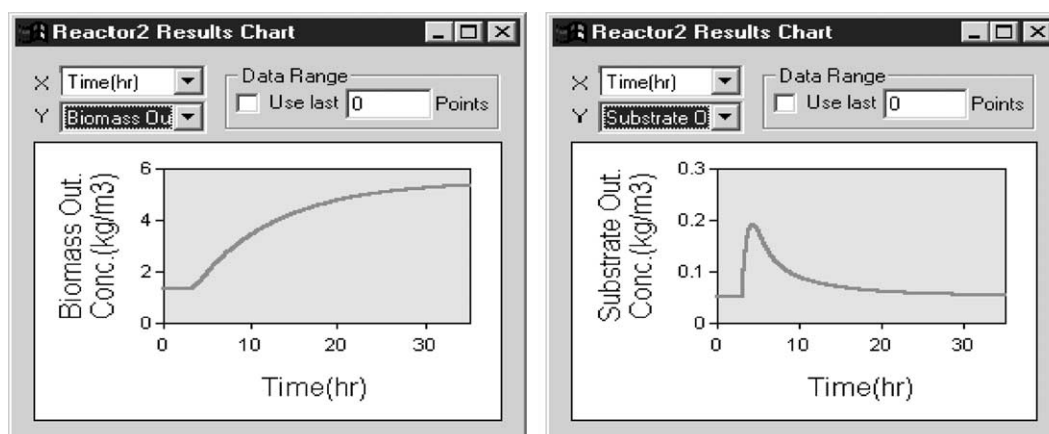 Reactor2 Results Chart
X Time(hr)
Data Range
Use last 0 Points
Y Biomass Ou
Biomass Out.
Conc.(kg/m3)
6
4
2
0
0 10 20 30
Time(hr)
Reactor2 Results Chart
X Time(hr)
Data Range
Use last 0 Points
Y Substrate O
Substrate Out.
Conc.(kg/m3)
0.3
0.2
0.1
0
0 10 20 30
Time(hr)